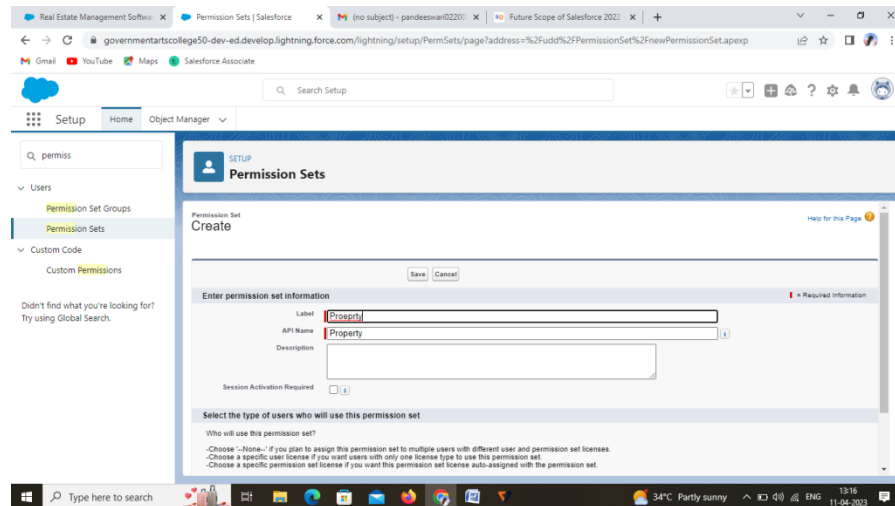 Real Estate Management Softwa
Permission Sets | Salesforce
(no subject) - pandeeswari02200
Future Scope of Salesforce 2022
governmentartscollege50-dev-ed.develop.lightning.force.com/lightning/setup/PermSets/page?address=%2Fudd%2FPermissionSet%2FnewPermissionSet.apexp
Gmail YouTube Maps Salesforce Associate
Search Setup
Setup Home Object Manager
permiss
Users
Permission Set Groups
Permission Sets
Custom Code
Custom Permissions
Didn't find what you're looking for?
Try using Global Search.
SETUP
Permission Sets
Permission Set
Create
Help for this Page
Save Cancel
Enter permission set information
= Required Information
Label Proeprty
API Name Property
Description
Session Activation Required
Select the type of users who will use this permission set
Who will use this permission set?
-Choose '--None--' if you plan to assign this permission set to multiple users with different user and permission set licenses.
-Choose a specific user license if you want users with only one license type to use this permission set.
-Choose a specific permission set license if you want this permission set license auto-assigned with the permission set.
Type here to search
34°C Partly sunny
ENG
13:16
11-04-2023